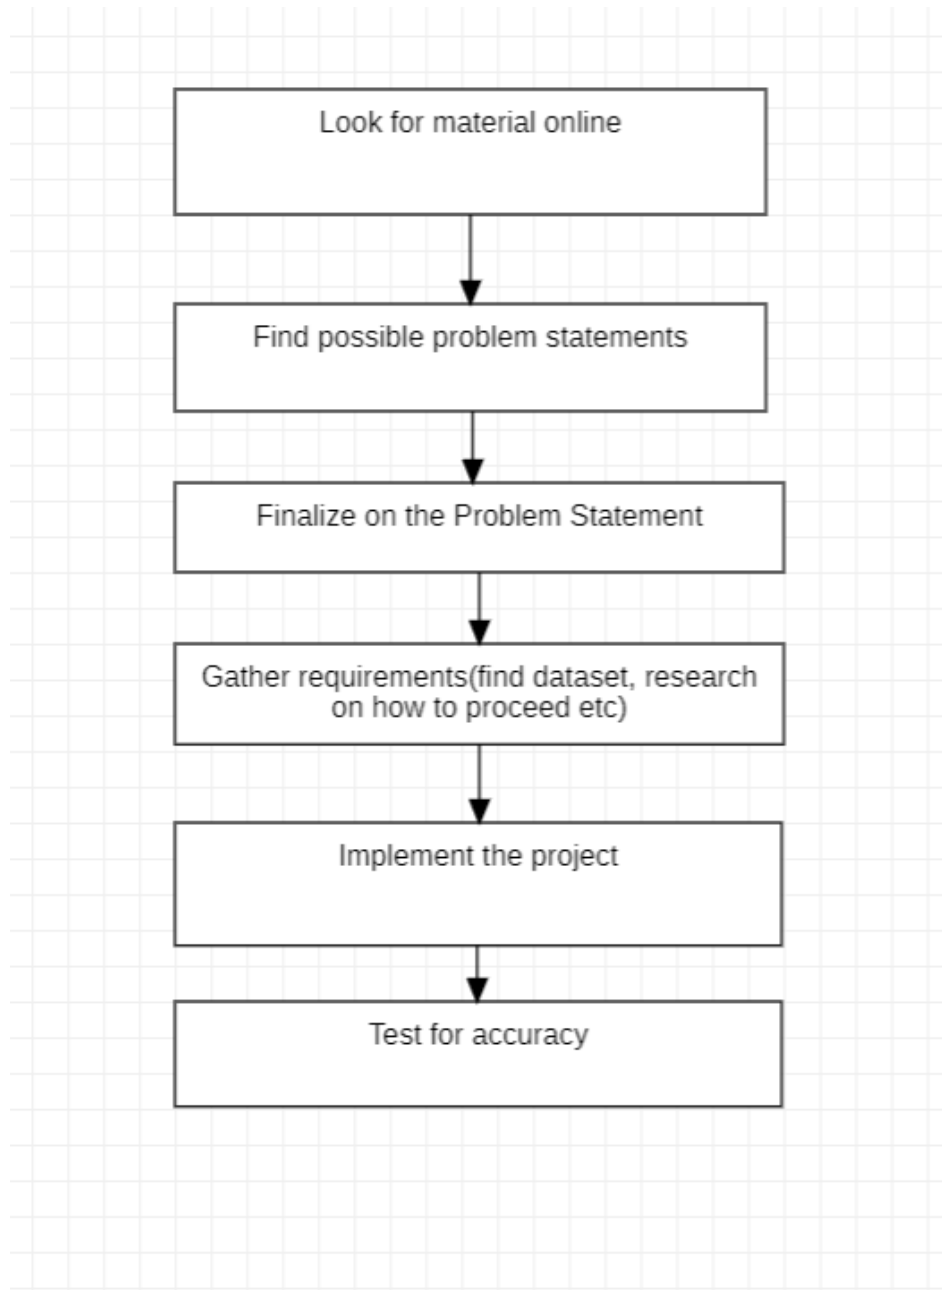 Look for material online
Find possible problem statements
Finalize on the Problem Statement
Gather requirements(find dataset, research
on how to proceed etc)
Implement the project
Test for accuracy